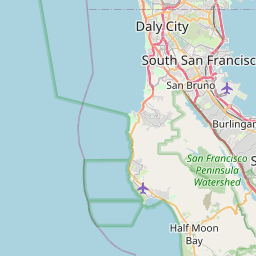 Daly City
South San Francisc
San Bruno
Burlingam
San Francisco
Peninsula
Watershed
S
Half Moon
Bay